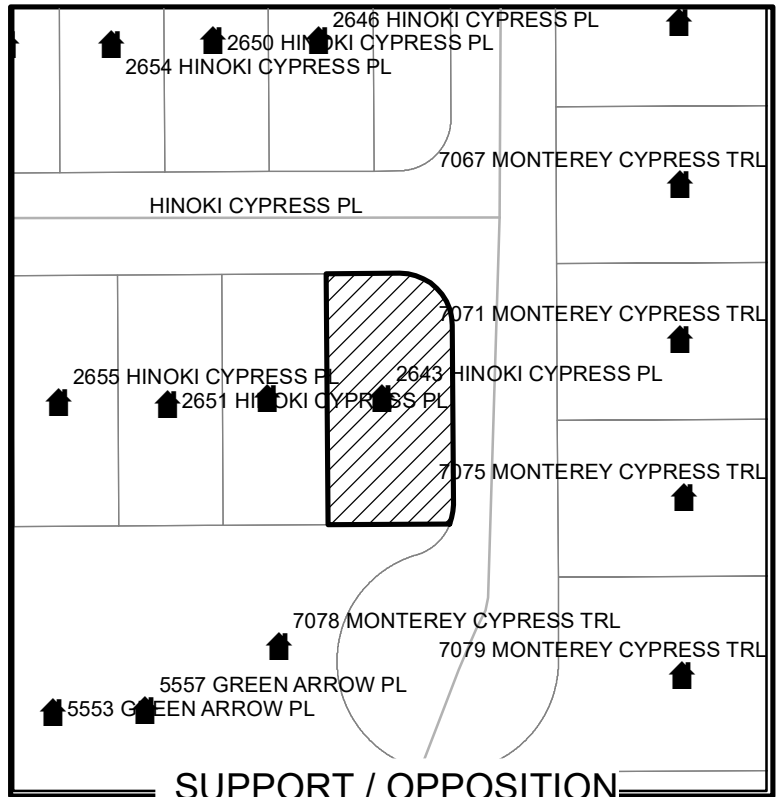 2646 HINOKI CYPRESS PL
2650 HINOKI CYPRESS PL
2654 HINOKI CYPRESS PL
7067 MONTEREY CYPRESS TRL
HINOKI CYPRESS PL
7071 MONTEREY CYPRESS TRL
2655 HINOKI CYPRESS PL
2643 HINOKI CYPRESS PL
2651 HINOKI CYPRESS PL
7075 MONTEREY CYPRESS TRL
7078 MONTEREY CYPRESS TRL
7079 MONTEREY CYPRESS TRL
5557 GREEN ARROW PL
5553 GREEN ARROW PL
SUPPORT / OPPOSITION